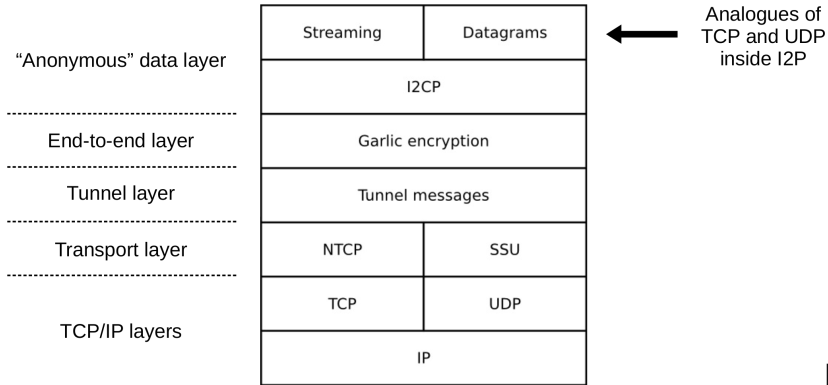 Streaming
Datagrams
Analogues of
TCP and UDP
inside I2P
“Anonymous” data layer
I2CP
End-to-end layer
Garlic encryption
Tunnel layer
Tunnel messages
Transport layer
NTCP
SSU
TCP
UDP
TCP/IP layers
IP